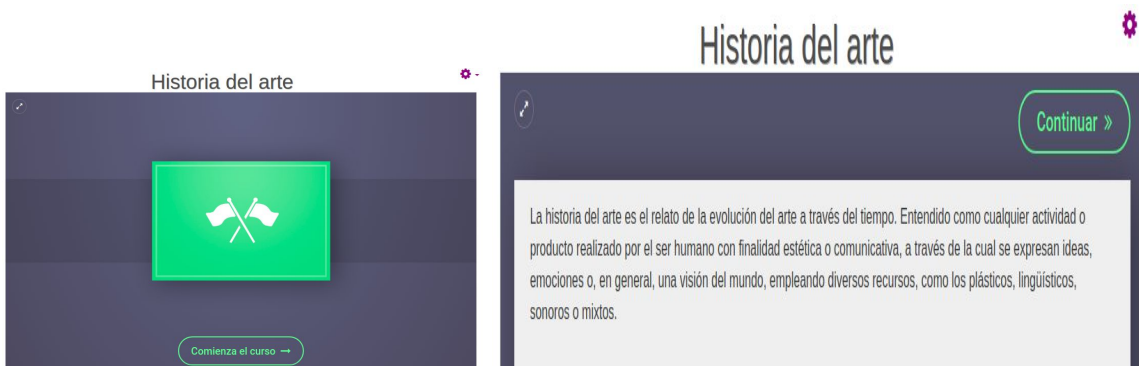 Historia del arte
Comienza el curso
Historia del arte
Continuar »
La historia del arte es el relato de la evolución del arte a través del tiempo. Entendido como cualquier actividad o
producto realizado por el ser humano con finalidad estética o comunicativa, a través de la cual se expresan ideas,
emociones o, en general, una visión del mundo, empleando diversos recursos, como los plásticos, lingüísticos,
sonoros o mixtos.